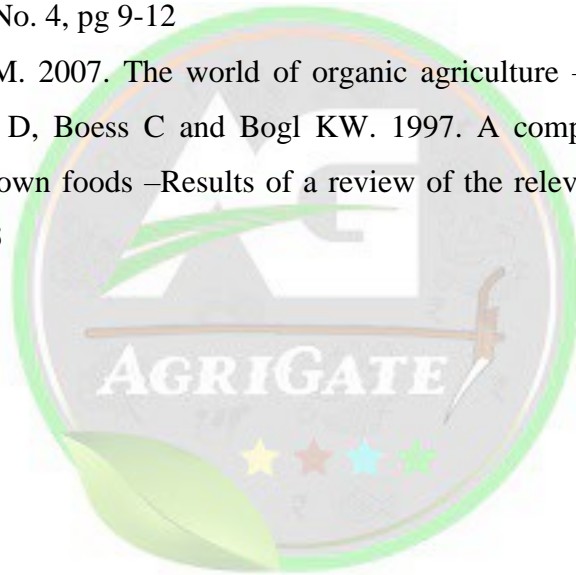 No. 4, pg 9-12
M. 2007. The world of organic agriculture –
D, Boess C and Bogl KW. 1997. A comp
own foods –Results of a review of the relev
AG
AGRIGATE